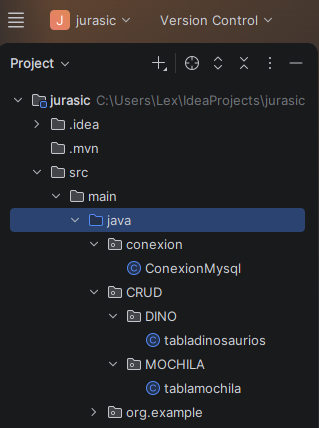 J jurasic Version Control
Project
jurasic C:\Users\Lex\IdeaProjects\jurasic
.idea
.mvn
src
main
java
conexion
C ConexionMysql
CRUD
DINO
C tabladinosaurios
MOCHILA
C tablamochila
org.example